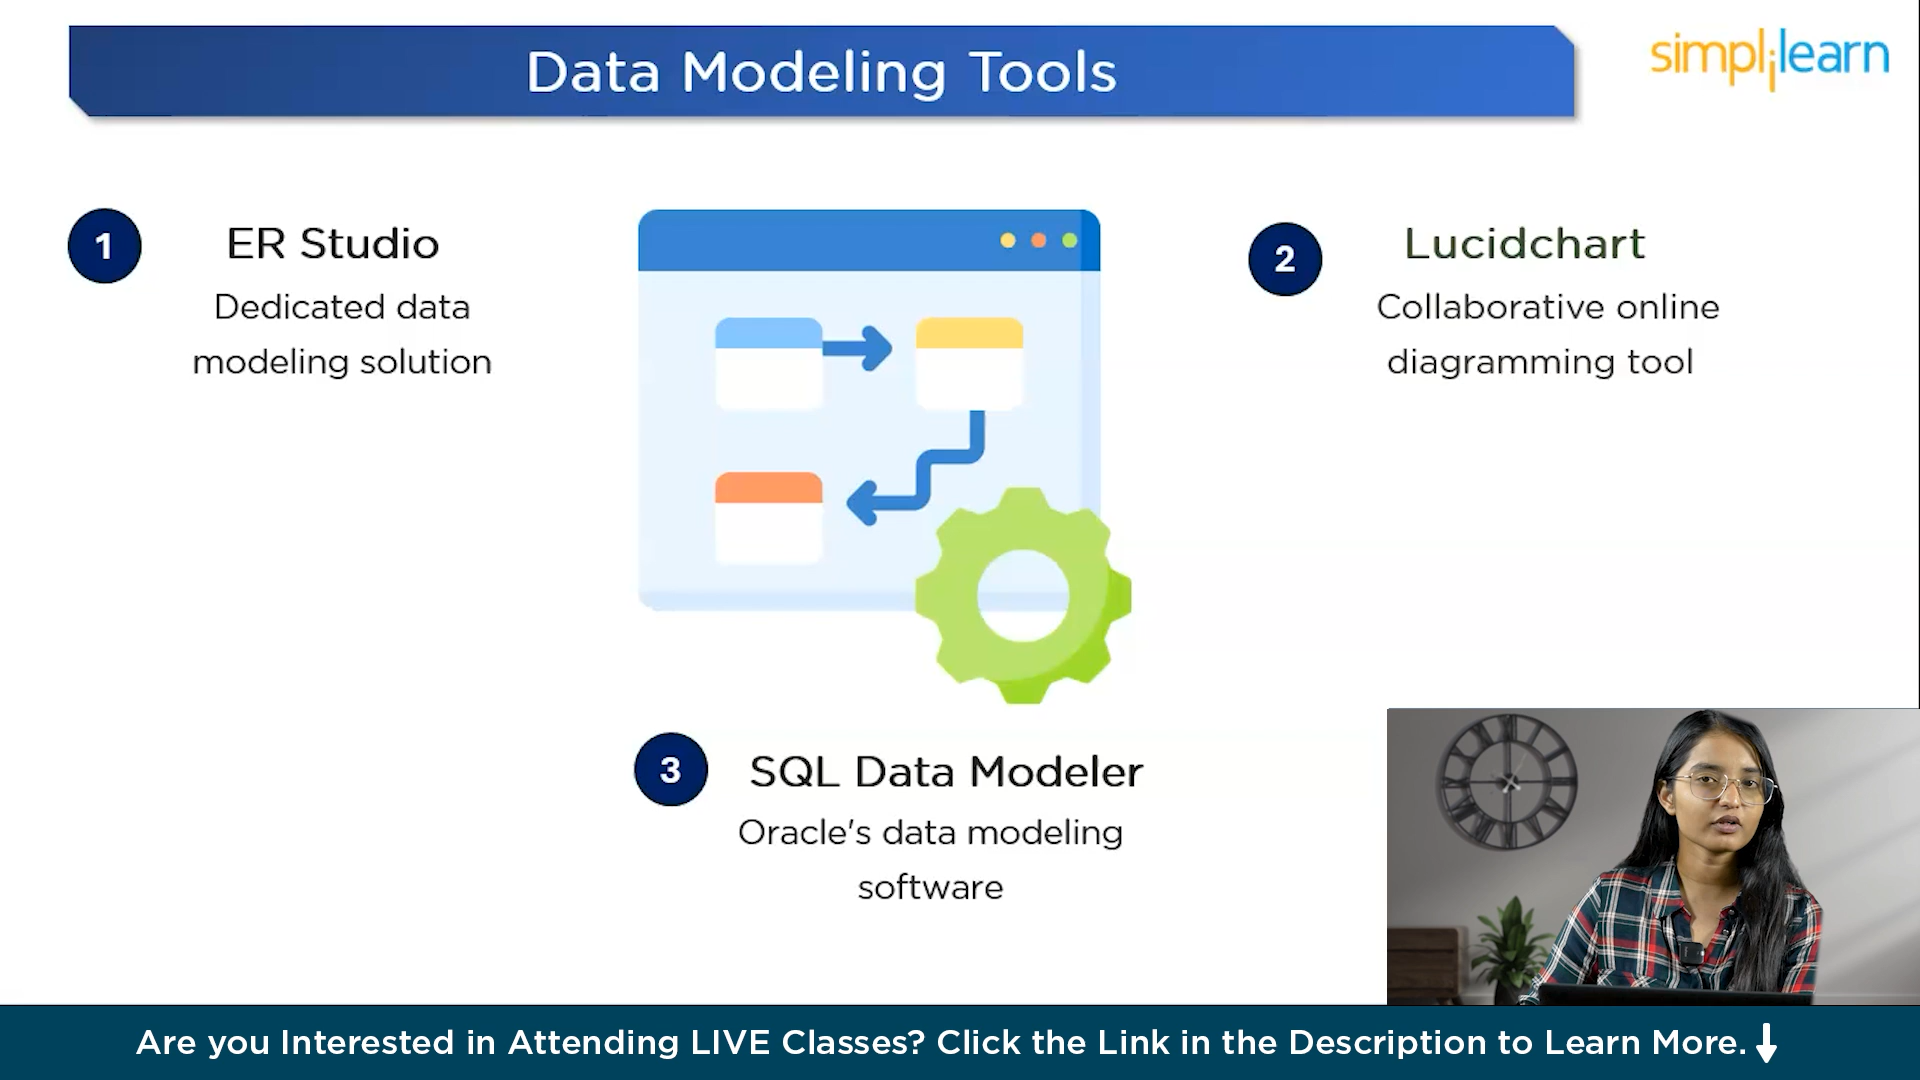 Data Modeling Tools
simplilearn
1
ER Studio
Dedicated data
modeling solution
2
Lucidchart
Collaborative online
diagramming tool
3
SQL Data Modeler
Oracle's data modeling
software
Are you Interested in Attending LIVE Classes? Click the Link in the Description to Learn More.